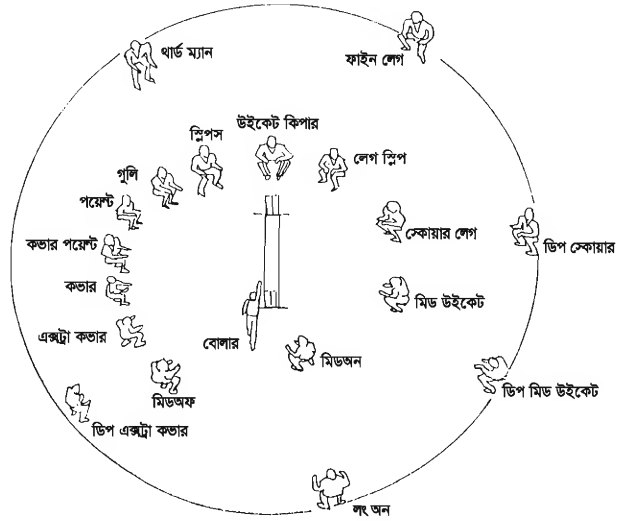 থার্ড ম্যান
ফাইন লেগ
উইকেট কিপার
স্লিপস
লেগ স্লিপ
গুলি
পয়েন্ট
স্কোয়ার লেগ
কভার পয়েন্ট
ডিপ স্কোয়ার
কভার
মিড উইকেট
এক্সট্রা কভার
বোলার
মিডঅন
মিডঅফ
ডিপ মিড উইকেট
ডিপ এক্সট্রা কভার
লং অন